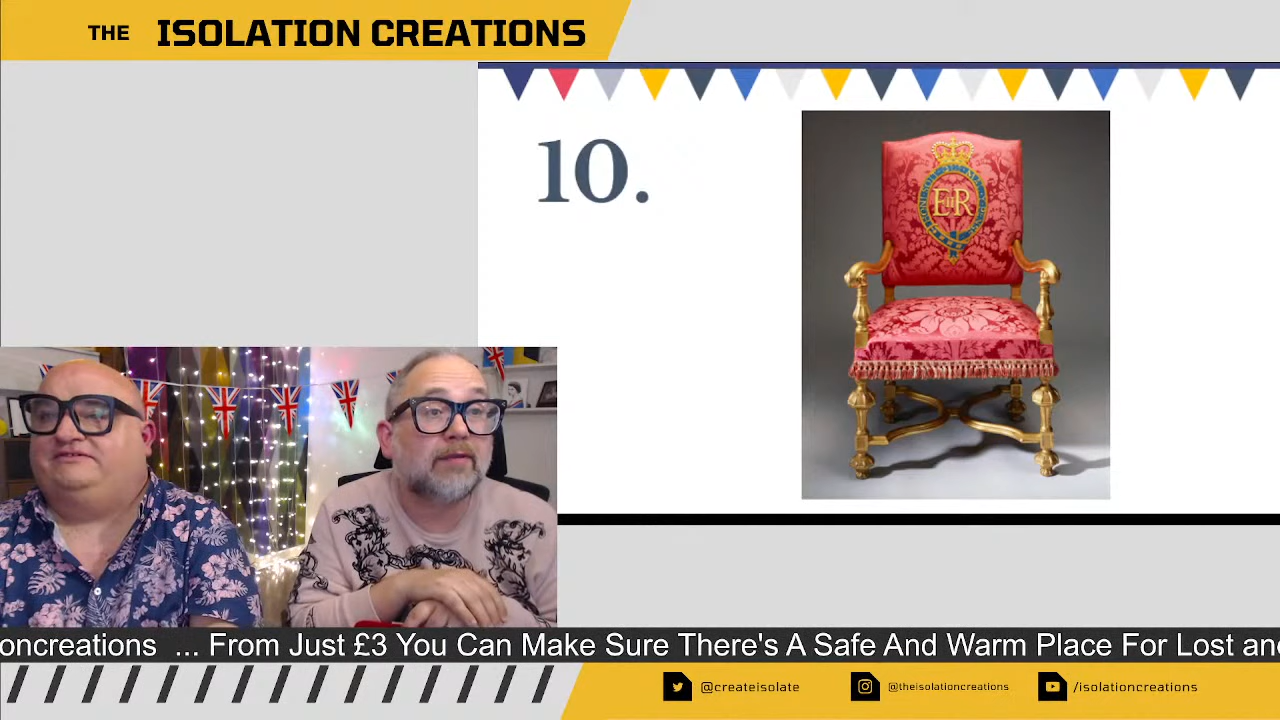 THE ISOLATION CREATIONS
10.
EIIR
oncreations ... From Just £3 You Can Make Sure There's A Safe And Warm Place For Lost and
@createisolate
@theisolationcreations
/isolationcreations